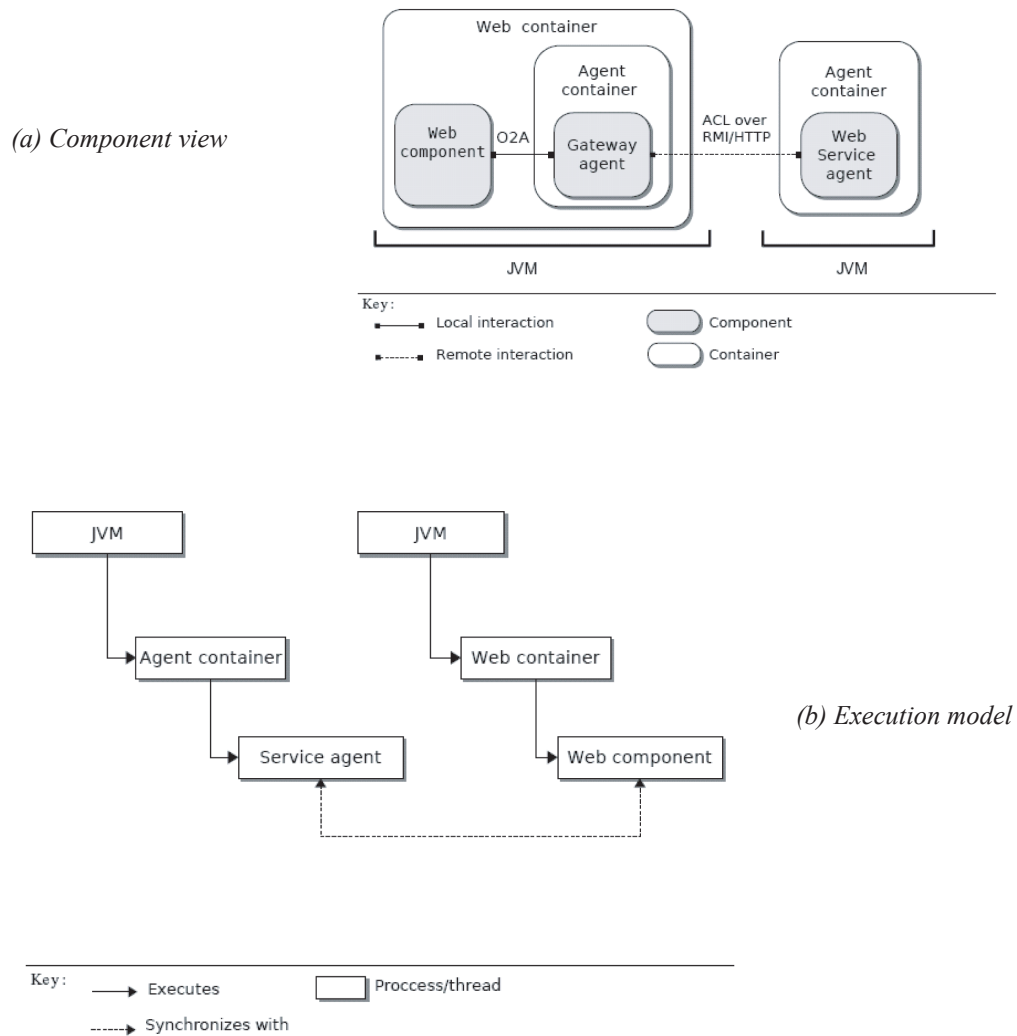 Web container
Agent
container
Agent
container
(a) Component view
Web
component
O2A
Gateway
agent
ACL over
RMI/HTTP
Web
Service
agent
JVM
JVM
Key:
Local interaction
Component
Remote interaction
Container
JVM
JVM
Agent container
Web container
(b) Execution model
Service agent
Web component
Key:
Executes
Proccess/thread
Synchronizes with